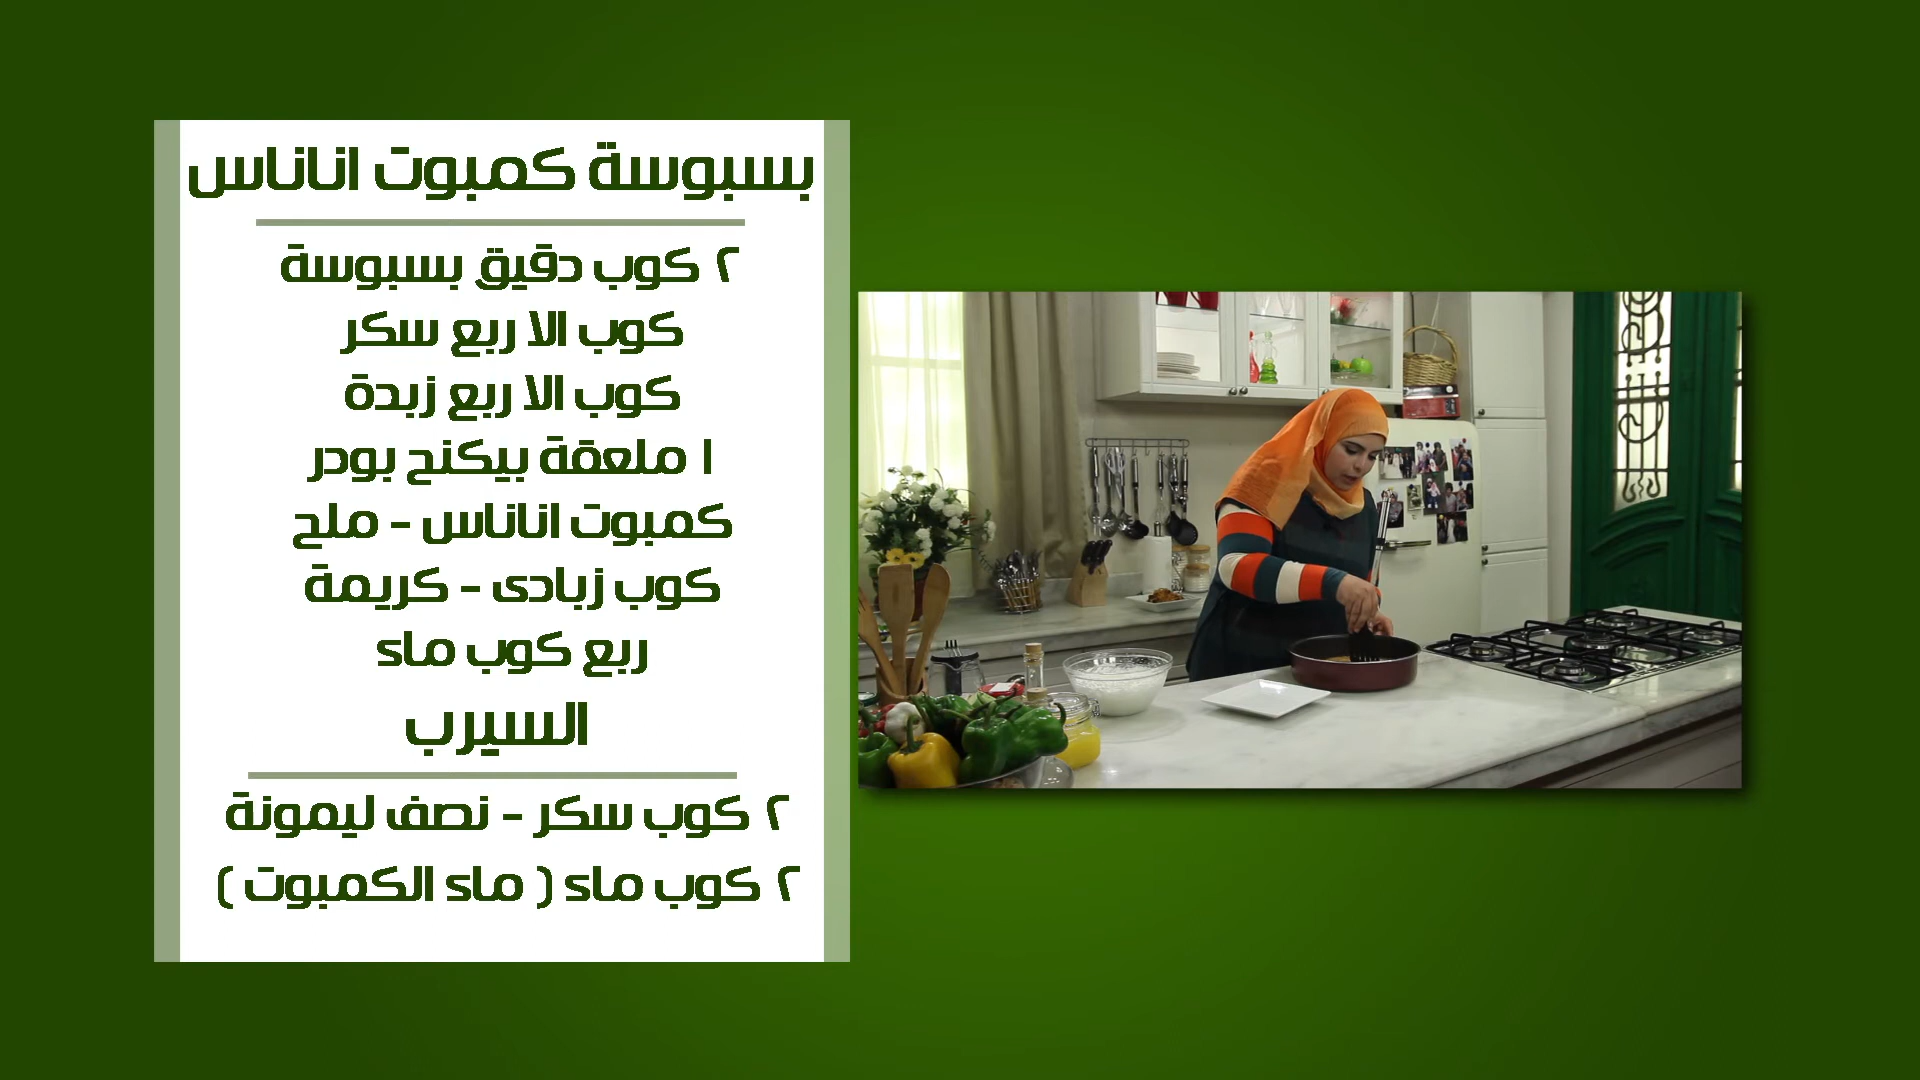 بسبوسة كمبوت اناناس
٢ كوب دقيق بسبوسة
كوب الا ربع سكر
كوب الا ربع زبدة
١ ملعقة بيكنج بودر
كمبوت اناناس - ملح
كوب زبادى - كريمة
ربع كوب ماء
السيرب
٢ كوب سكر - نصف ليمونة
٢ كوب ماء ( ماء الكمبوت )